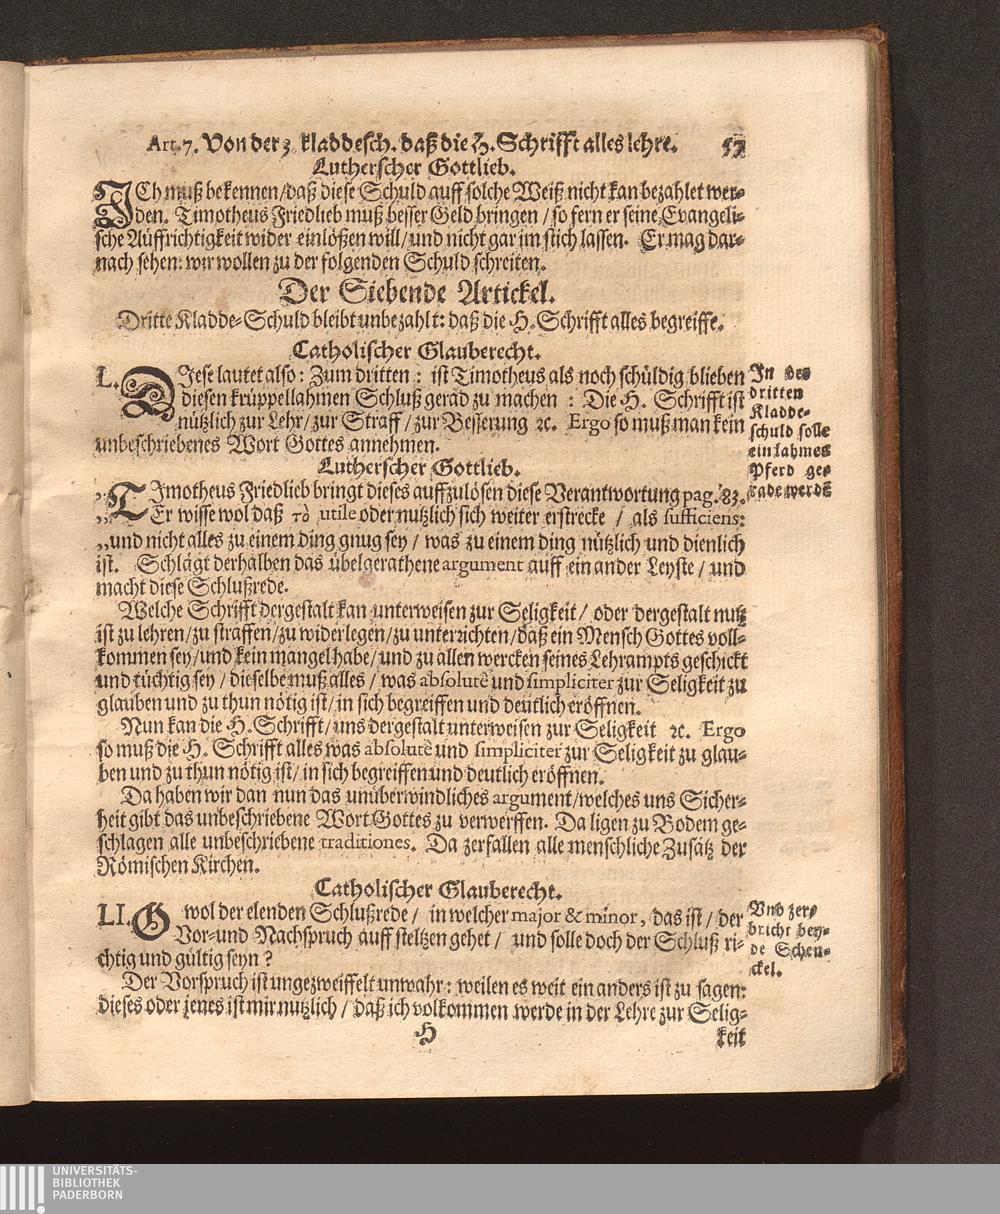 Art. 7. Von der 3 kladdesch. daß die H. Schrifft alles lehre. 57
Lutherscher Gottlieb.
ICh muß bekennen/daß diese Schuld auff solche Weiß nicht kan bezahlet wer-
den. Timotheus Friedlieb muß besser Geld bringen / so fern er seine Evangeli-
sche Auffrichtigkeit wider einlößen will/ und nicht gar im stich lassen. Er mag dar-
nach sehen: wir wollen zu der folgenden Schuld schreiten.
Der Siebende Artickel.
Dritte Kladde-Schuld bleibt unbezahlt: daß die H. Schrifft alles begreiffe.
Catholischer Glauberecht.
L. DIese lautet also: Zum dritten: ist Timotheus als noch schüldig blieben
diesen krüppellahmen Schluß gerad zu machen : Die H. Schrifft ist
nützlich zur Lehr/ zur Straff / zur Besserung ꝛc. Ergo so muß man kein
unbeschriebenes Wort Gottes annehmen.
In der
dritten
Kladde-
schuld solle
ein lahmes
Pferd ge-
rade werdē
Lutherscher Gottlieb.
„TImotheus Friedlieb bringt dieses auffzulösen diese Verantwortung pag. 83.
„Er wisse wol daß τὸ utile oder nutzlich sich weiter erstrecke / als sufficiens:
„und nicht alles zu einem ding gnug sey / was zu einem ding nützlich und dienlich
ist. Schlägt derhalben das übelgerathene argument auff ein ander Leyste / und
macht diese Schlußrede.
Welche Schrifft dergestalt kan unterweisen zur Seligkeit / oder dergestalt nutz
ist zu lehren/ zu straffen/ zu widerlegen/ zu unterrichten/ daß ein Mensch Gottes voll-
kommen sey/ und kein mangel habe/ und zu allen wercken seines Lehrampts geschickt
und tüchtig sey / dieselbe muß alles / was absolutè und simpliciter zur Seligkeit zu
glauben und zu thun nötig ist/ in sich begreiffen und deutlich eröffnen.
Nun kan die H. Schrifft/ uns dergestalt unterweisen zur Seligkeit ꝛc. Ergo
so muß die H. Schrifft alles was absolutè und simpliciter zur Seligkeit zu glau-
ben und zu thun nötig ist/ in sich begreiffen und deutlich eröffnen.
Da haben wir dan nun das unüberwindliches argument/welches uns Sicher-
heit gibt das unbeschriebene Wort Gottes zu verwerffen. Da ligen zu Bodem ge-
schlagen alle unbeschriebene traditiones. Da zerfallen alle menschliche Zusätz der
Römischen Kirchen.
Catholischer Glauberecht.
LI. O wol der elenden Schlußrede / in welcher major & minor, das ist / der
Vor- und Nachspruch auff steltzen gehet / und solle doch der Schluß ri-
chtig und gültig seyn ?
Vnd zer-
bricht bey-
de Schen-
ckel.
Der Vorspruch ist ungezweiffelt unwahr: weilen es weit ein anders ist zu sagen:
dieses oder jenes ist mir nutzlich / daß ich volkommen werde in der Lehre zur Selig-
H keit
UNIVERSITÄTS-
BIBLIOTHEK
PADERBORN